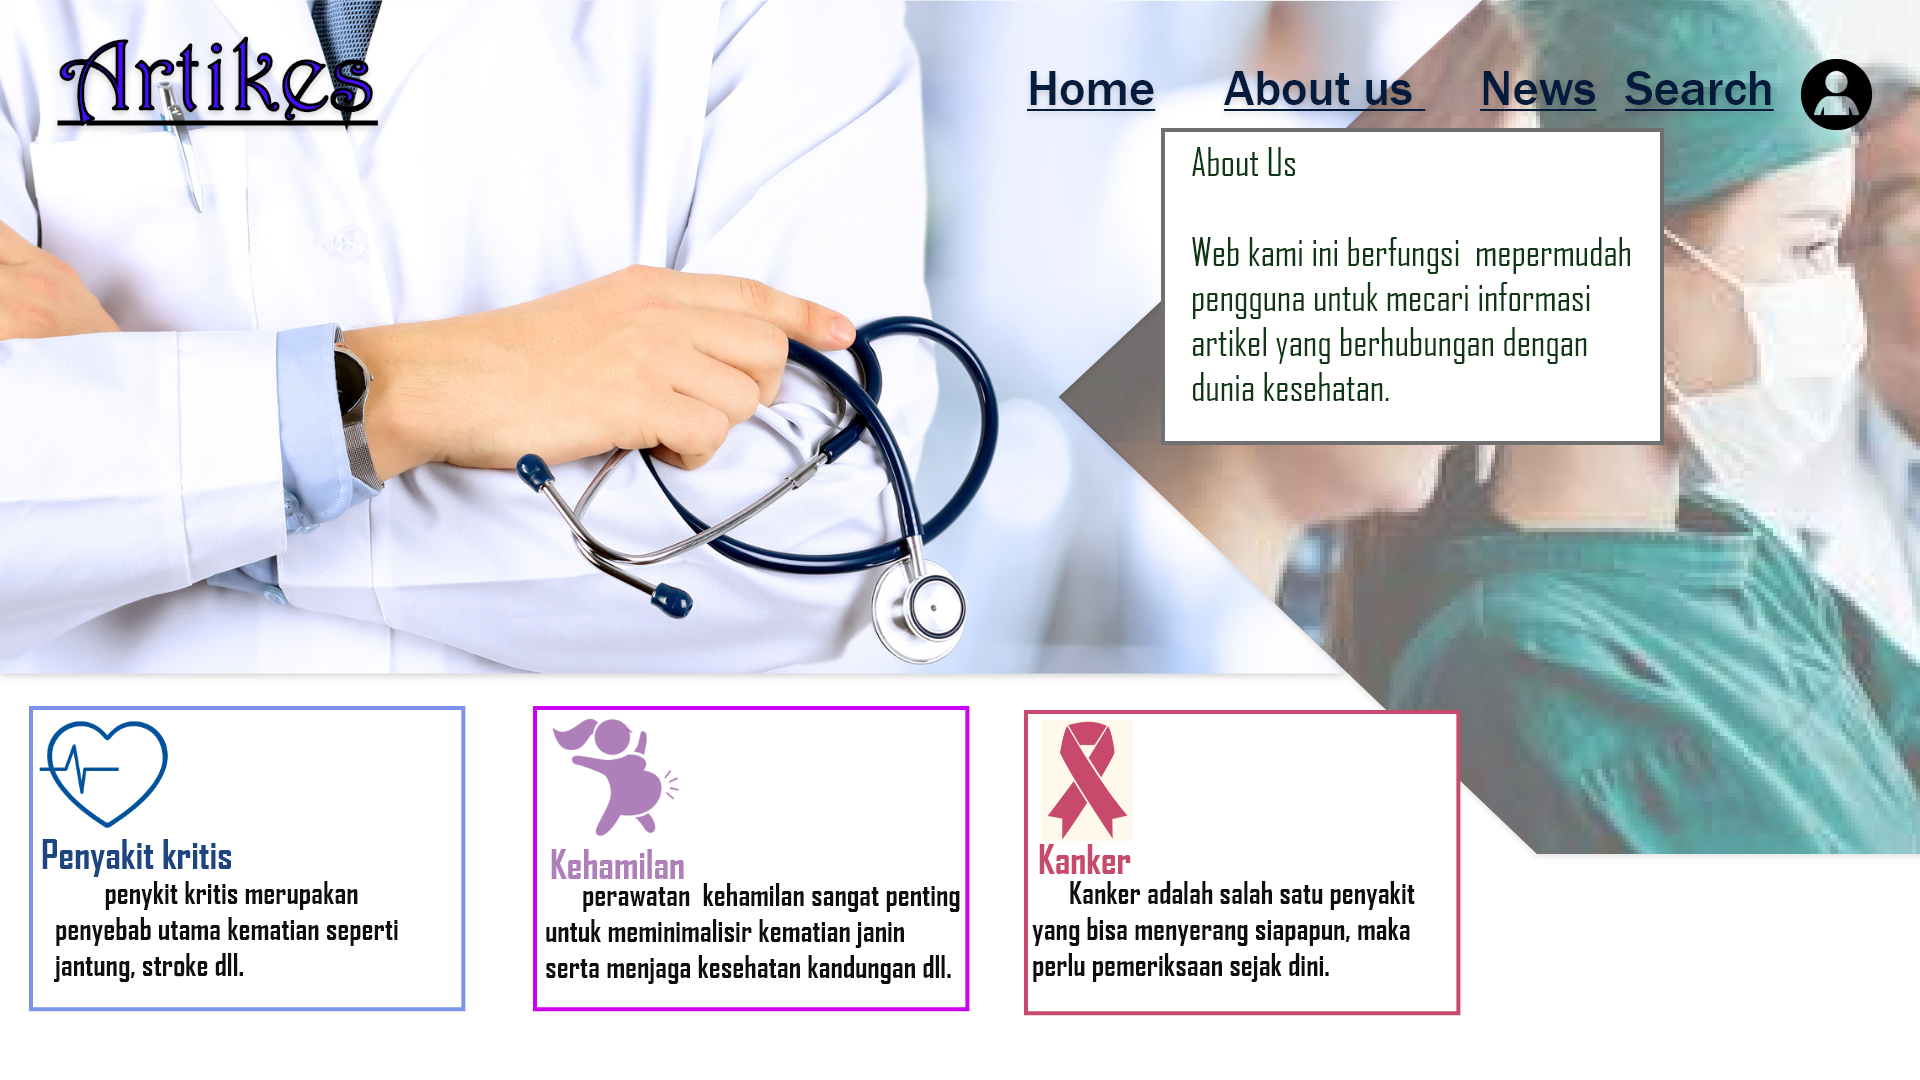 Artikes
Home About us News Search
About Us
Web kami ini berfungsi mepermudah
pengguna untuk mecari informasi
artikel yang berhubungan dengan
dunia kesehatan.
Penyakit kritis
penykit kritis merupakan
penyebab utama kematian seperti
jantung, stroke dll.
Kehamilan
perawatan kehamilan sangat penting
untuk meminimalisir kematian janin
serta menjaga kesehatan kandungan dll.
Kanker
Kanker adalah salah satu penyakit
yang bisa menyerang siapapun, maka
perlu pemeriksaan sejak dini.